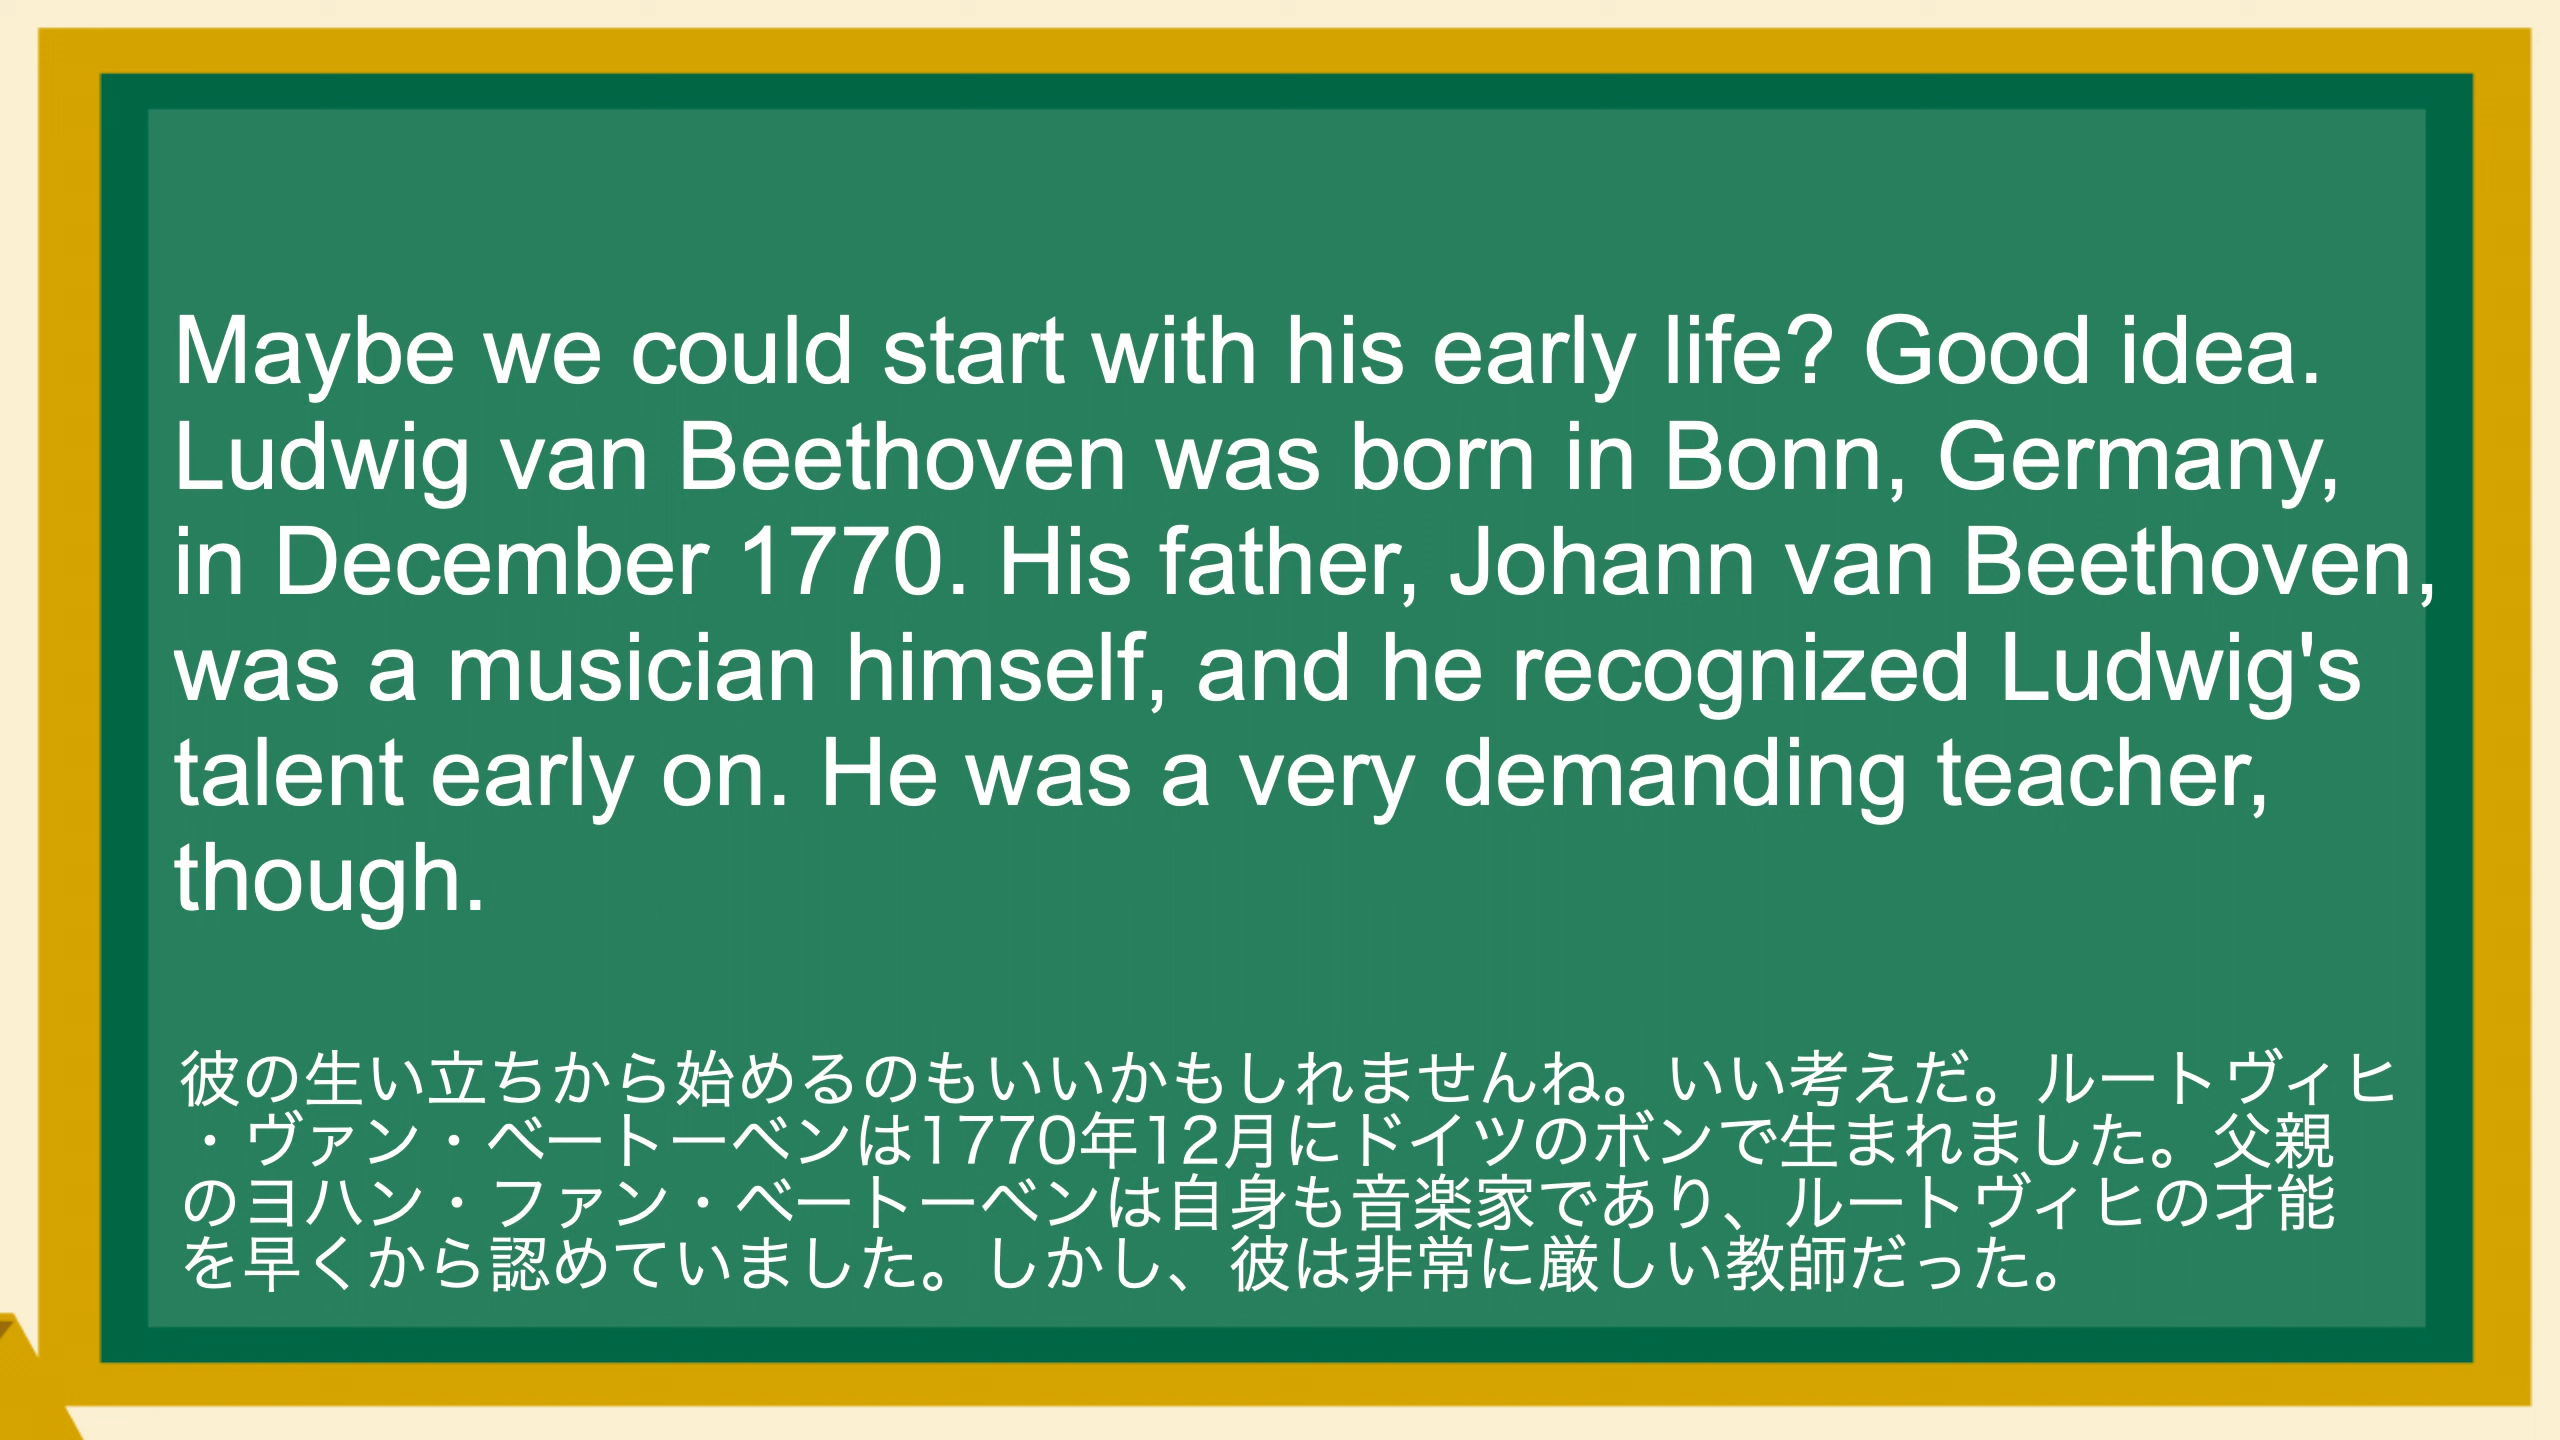 Maybe we could start with his early life? Good idea.
Ludwig van Beethoven was born in Bonn, Germany,
in December 1770. His father, Johann van Beethoven,
was a musician himself, and he recognized Ludwig's
talent early on. He was a very demanding teacher,
though.
彼の生い立ちから始めるのもいいかもしれませんね。いい考えだ。ルートヴィヒ
・ヴァン・ベートーベンは1770年12月にドイツのボンで生まれました。父親
のヨハン・ファン・ベートーベンは自身も音楽家であり、ルートヴィヒの才能
を早くから認めていました。しかし、彼は非常に厳しい教師だった。